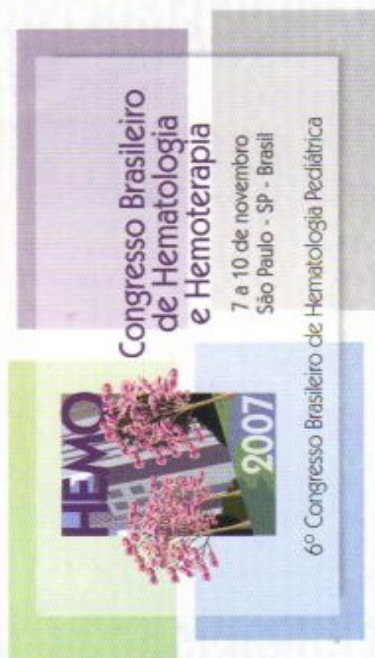 HEMO
2007
Congresso Brasileiro
de Hematologia
e Hemoterapia
7 a 10 de novembro
São Paulo - SP - Brasil
6º Congresso Brasileiro de Hematologia Pediátrica